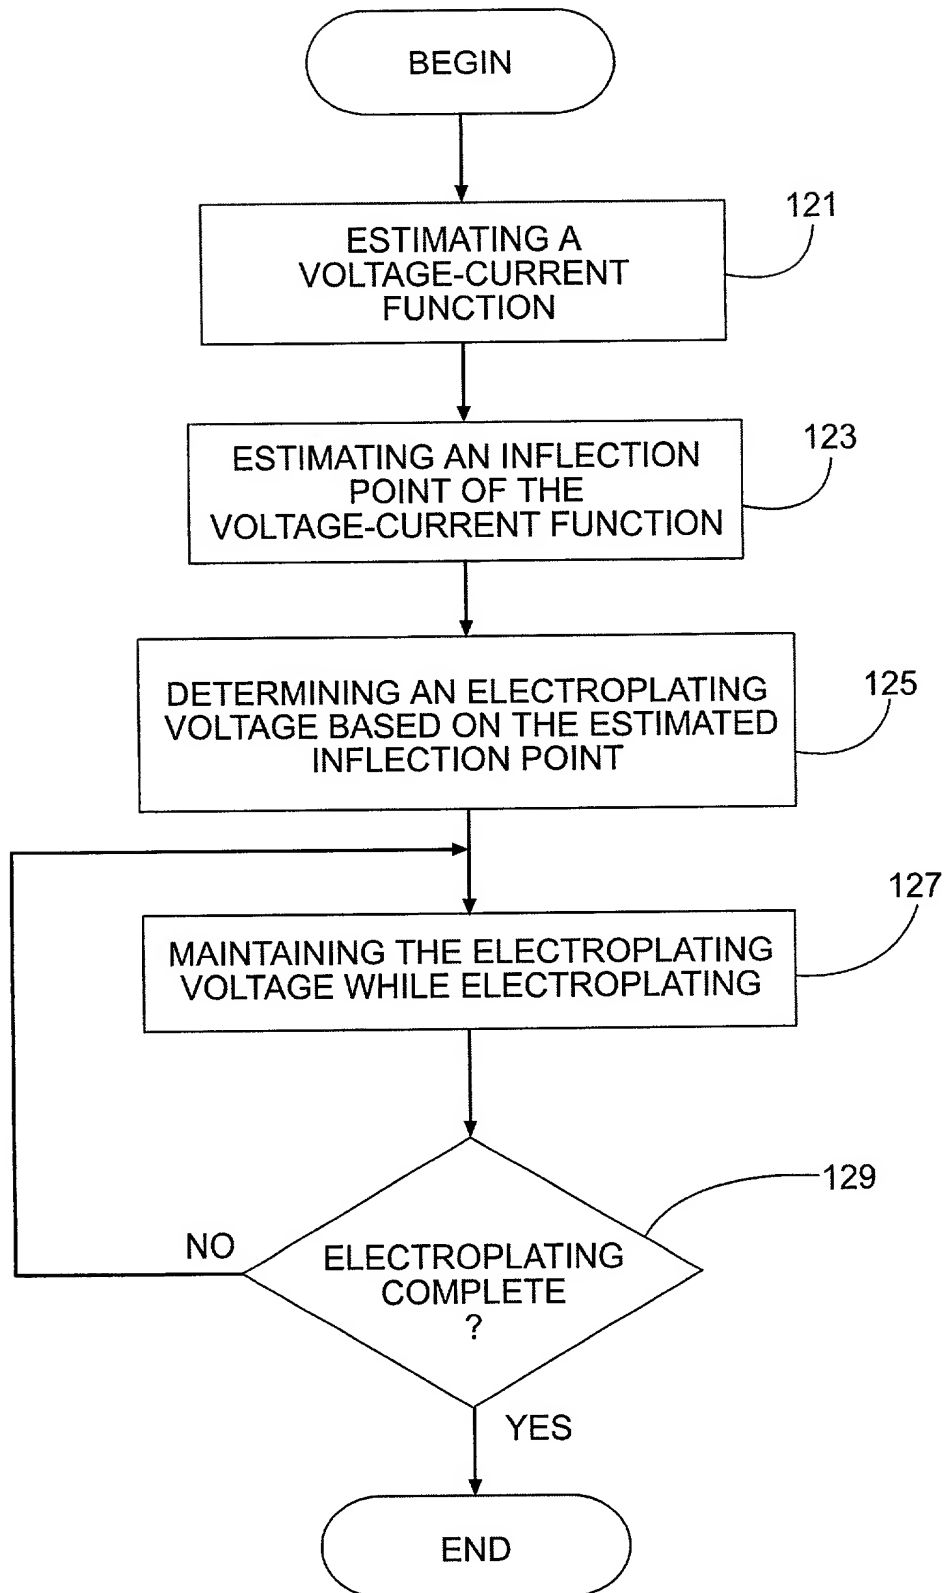 BEGIN
121
ESTIMATING A
VOLTAGE-CURRENT
FUNCTION
123
ESTIMATING AN INFLECTION
POINT OF THE
VOLTAGE-CURRENT FUNCTION
125
DETERMINING AN ELECTROPLATING
VOLTAGE BASED ON THE ESTIMATED
INFLECTION POINT
127
MAINTAINING THE ELECTROPLATING
VOLTAGE WHILE ELECTROPLATING
129
NO
ELECTROPLATING
COMPLETE
?
YES
END